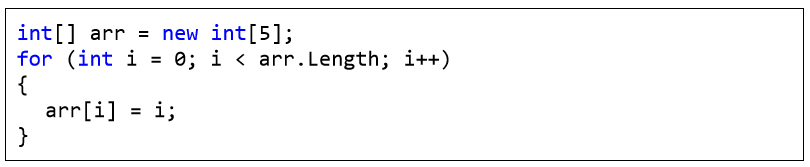 int[] arr = new int[5];
for (int i = 0; i < arr.Length; i++)
{
  arr[i] = i;
}